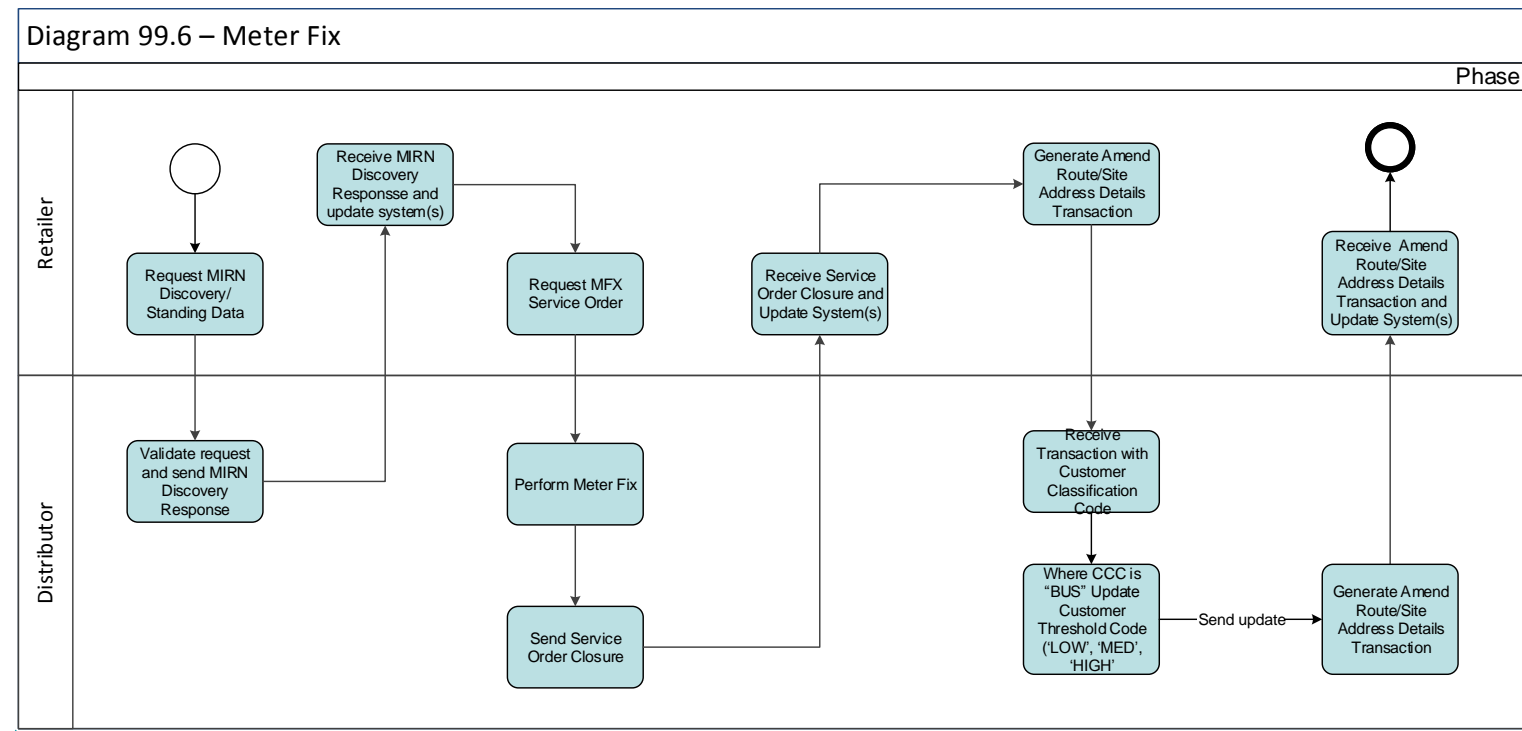 Diagram 99.6 – Meter Fix
Phase
Retailer
Receive MIRN
Discovery
Responsse and
update system(s)
Generate Amend
Route/Site
Address Details
Transaction
Request MIRN
Discovery/
Standing Data
Request MFX
Service Order
Receive Service
Order Closure and
Update System(s)
Receive Amend
Route/Site
Address Details
Transaction and
Update System(s)
Distributor
Validate request
and send MIRN
Discovery
Response
Perform Meter Fix
Receive
Transaction with
Customer
Classification
Code
Send Service
Order Closure
Where CCC is
“BUS” Update
Customer
Threshold Code
(‘LOW’, ‘MED’,
‘HIGH’
Send update
Generate Amend
Route/Site
Address Details
Transaction